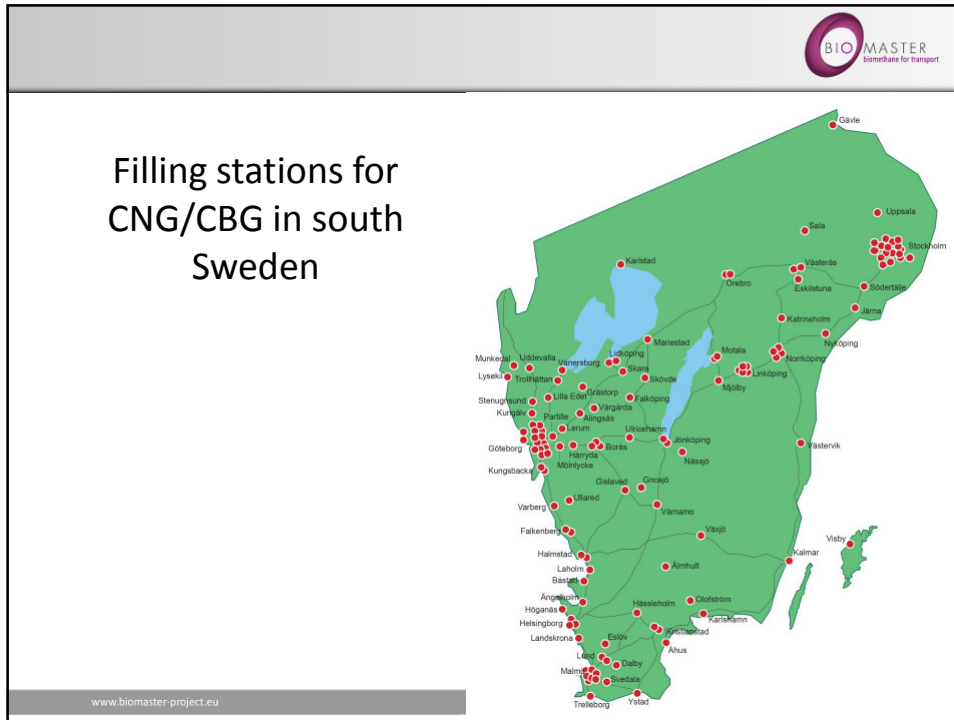 BIOMASTER
biomethane for transport
Filling stations for
CNG/CBG in south
Sweden
Gävle
Uppsala
Sala
Stockholm
Karlstad
Västerås
Örebro
Eskilstuna
Södertälje
Järna
Katrineholm
Mariestad
Nyköping
Lidköping
Motala
Norrköping
Munkedal
Uddevalla
Vänersborg
Skara
Lysekil
Trollhättan
Skövde
Linköping
Grästorp
Mjölby
Stenugnsund
Lilla Edet
Vårgårda
Falköping
Kungälv
Partille
Alingsås
Lerum
Ulricehamn
Jönköping
Västervik
Göteborg
Härryda
Borås
Nässjö
Mölnlycke
Kungsbacka
Gislaved
Gnosjö
Ullared
Varberg
Värnamo
Falkenberg
Växjö
Visby
Halmstad
Kalmar
Laholm
Älmhult
Båstad
Ängelholm
Olofström
Höganäs
Hässleholm
Karlshamn
Helsingborg
Kristianstad
Landskrona
Eslöv
Åhus
Lund
Dalby
Malmö
Svedala
Trelleborg
Ystad
www.biomaster-project.eu